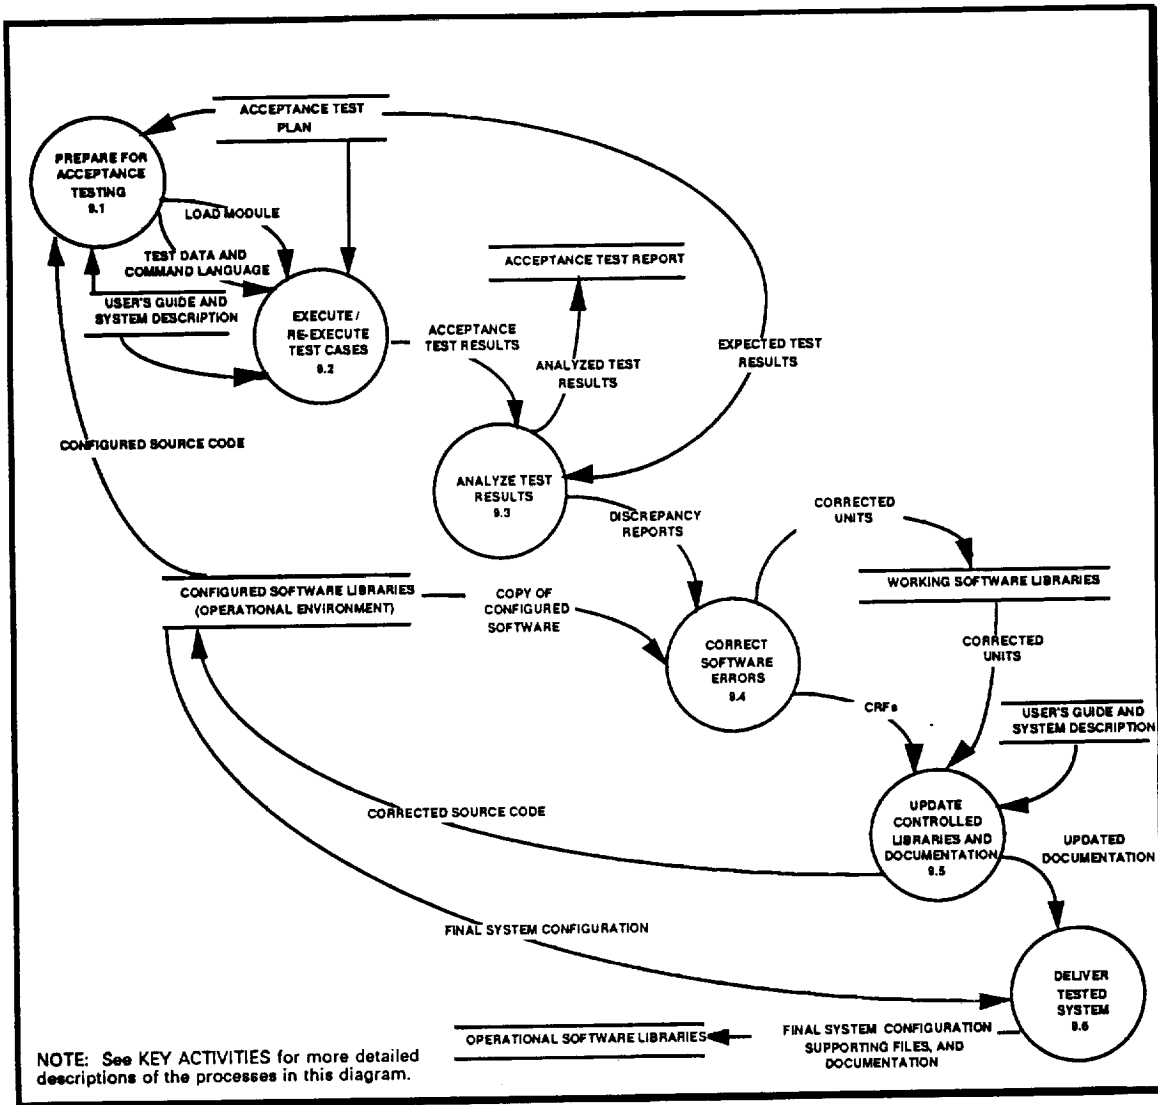 ACCEPTANCE TEST
PLAN
PREPARE FOR
ACCEPTANCE
TESTING
9.1
LOAD MODULE
TEST DATA AND
COMMAND LANGUAGE
USER'S GUIDE AND
SYSTEM DESCRIPTION
EXECUTE /
RE-EXECUTE
TEST CASES
9.2
ACCEPTANCE
TEST RESULTS
ACCEPTANCE TEST REPORT
ANALYZED TEST
RESULTS
EXPECTED TEST
RESULTS
CONFIGURED SOURCE CODE
ANALYZE TEST
RESULTS
9.3
DISCREPANCY
REPORTS
CORRECTED
UNITS
WORKING SOFTWARE LIBRARIES
CONFIGURED SOFTWARE LIBRARIES
(OPERATIONAL ENVIRONMENT)
COPY OF
CONFIGURED
SOFTWARE
CORRECT
SOFTWARE
ERRORS
9.4
CORRECTED
UNITS
CRFs
USER'S GUIDE AND
SYSTEM DESCRIPTION
CORRECTED SOURCE CODE
UPDATE
CONTROLLED
LIBRARIES AND
DOCUMENTATION
9.5
UPDATED
DOCUMENTATION
FINAL SYSTEM CONFIGURATION
DELIVER
TESTED
SYSTEM
9.6
OPERATIONAL SOFTWARE LIBRARIES
FINAL SYSTEM CONFIGURATION
SUPPORTING FILES, AND
DOCUMENTATION
NOTE: See KEY ACTIVITIES for more detailed
descriptions of the processes in this diagram.